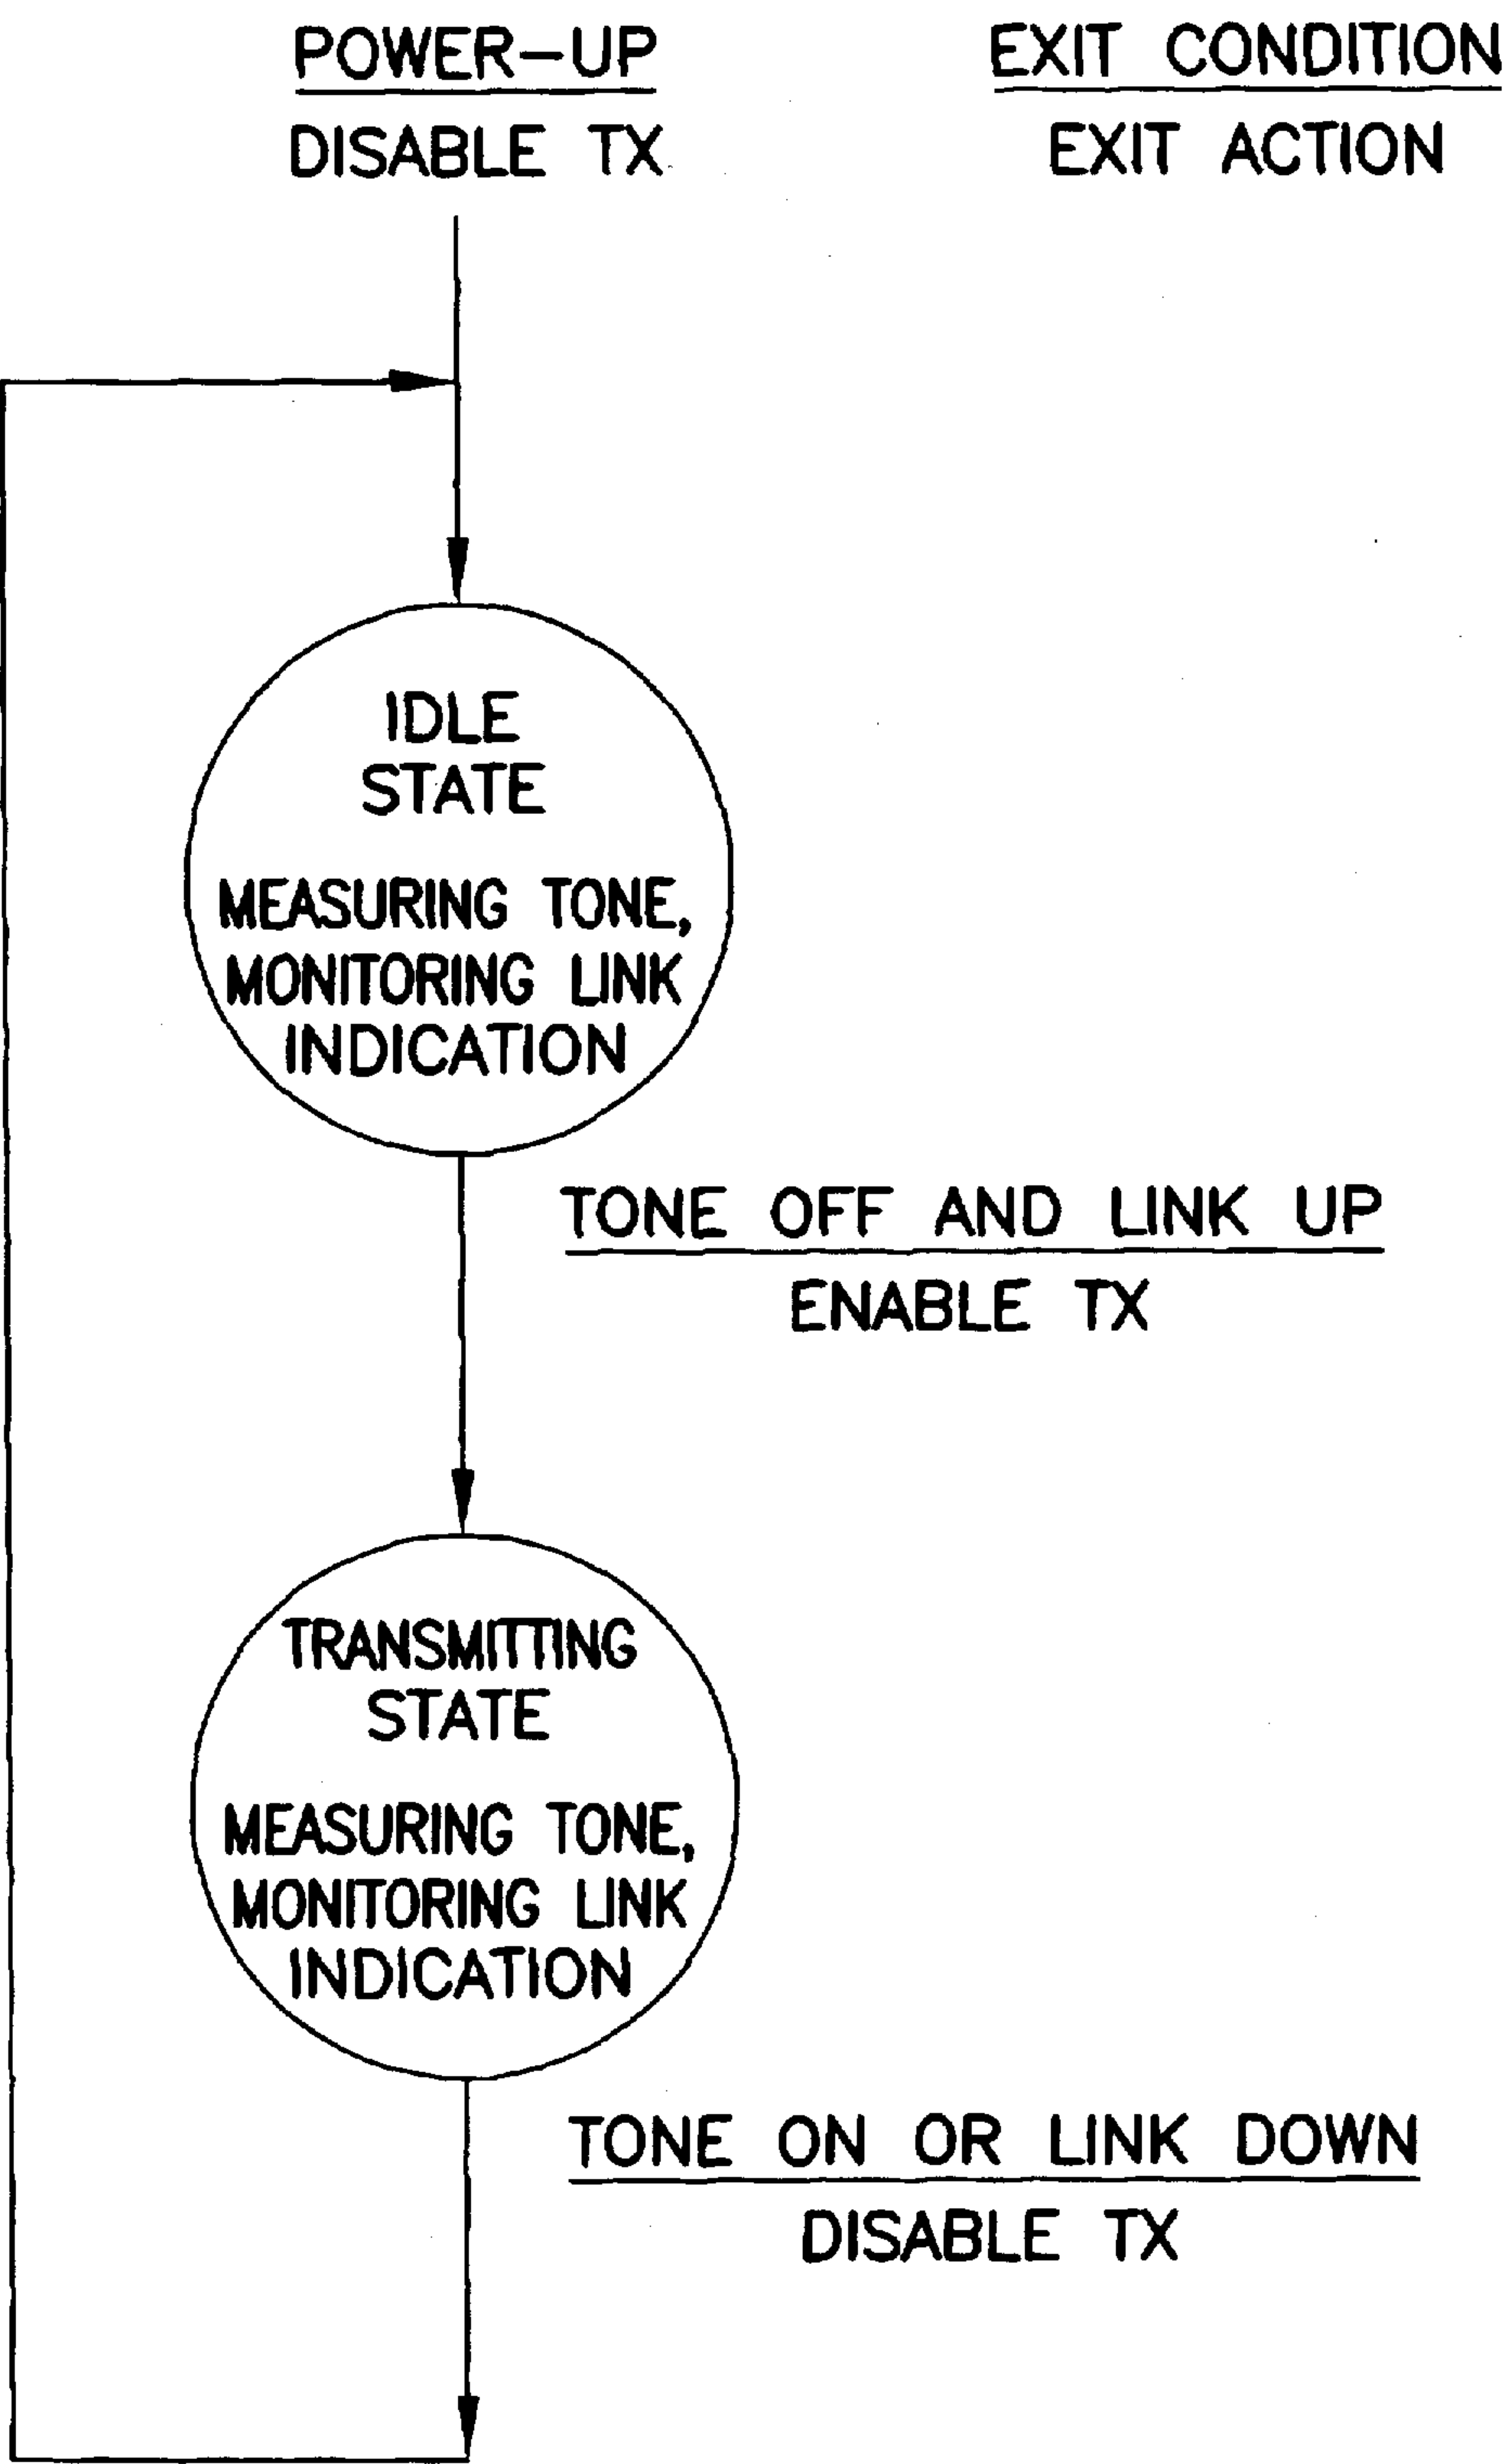 POWER-UP
DISABLE TX
EXIT CONDITION
EXIT ACTION
IDLE
STATE
MEASURING TONE,
MONITORING LINK
INDICATION
TONE OFF AND LINK UP
ENABLE TX
TRANSMITTING
STATE
MEASURING TONE,
MONITORING LINK
INDICATION
TONE ON OR LINK DOWN
DISABLE TX